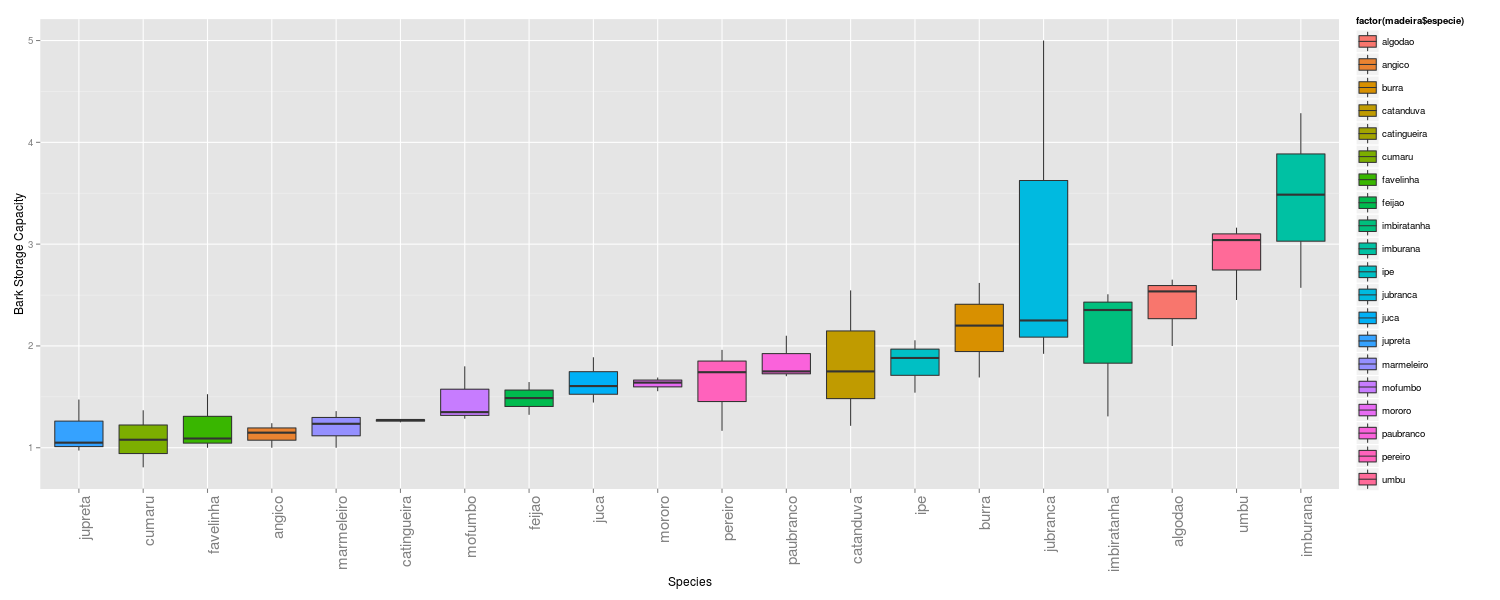 factor(madeira$especie)
algodao
angico
burra
catanduva
catingueira
cumaru
favelinha
feijao
imbiratanha
imburana
ipe
jubranca
juca
jupreta
marmeleiro
mofumbo
mororo
paubranco
pereiro
umbu
Bark Storage Capacity
5
4
3
2
1
jupreta
cumaru
favelinha
angico
marmeleiro
catingueira
mofumbo
feijao
juca
mororo
pereiro
paubranco
catanduva
ipe
burra
jubranca
imbiratanha
algodao
umbu
imburana
Species